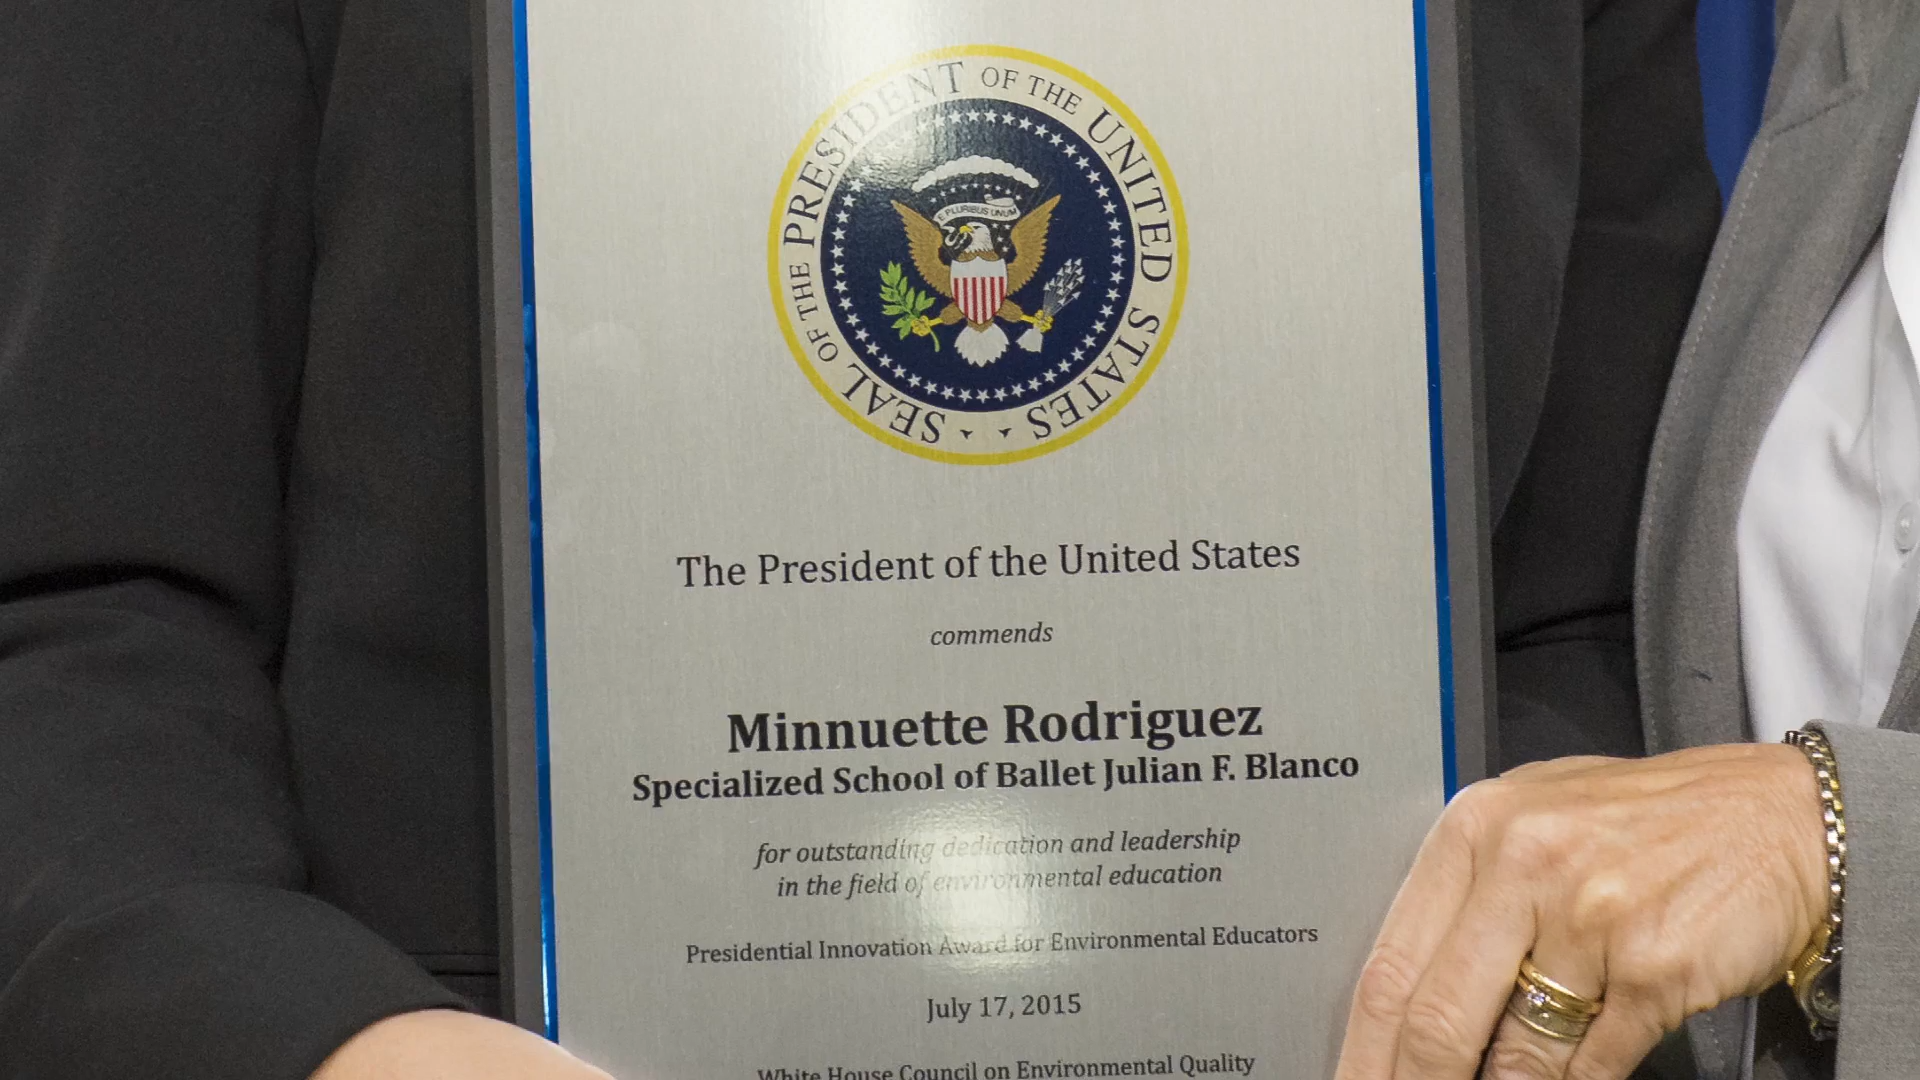 SEAL OF THE PRESIDENT OF THE UNITED STATES
E PLURIBUS UNUM
The President of the United States
commends
Minnuette Rodriguez
Specialized School of Ballet Julian F. Blanco
for outstanding dedication and leadership
in the field of environmental education
Presidential Innovation Award for Environmental Educators
July 17, 2015
White House Council on Environmental Quality